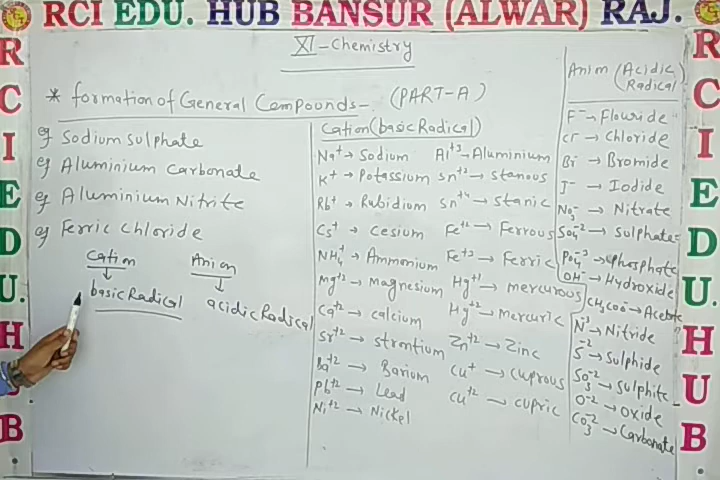 RCI EDU. HUB BANSUR (ALWAR) RAJ.
RCI EDU. HUB
XI - Chemistry
* formation of General Compounds - (PART-A)
eg Sodium Sulphate
eg Aluminium Carbonate
eg Aluminium Nitrite
eg Ferric Chloride
Cation Anion
↓ ↓
basic Radical acidic Radical
Cation (basic Radical)
Na⁺ → Sodium Al⁺³ → Aluminium
K⁺ → Potassium Sn⁺² → Stanous
Rb⁺ → Rubidium Sn⁺⁴ → Stanic
Cs⁺ → Cesium Fe⁺² → Ferrous
NH₄⁺ → Ammonium Fe⁺³ → Ferric
Mg⁺² → Magnesium Hg⁺¹ → mercurous
Ca⁺² → calcium Hg⁺² → Mercuric
Sr⁺² → strontium Zn⁺² → Zinc
Ba⁺² → Barium Cu⁺ → cuprous
Pb⁺² → Lead Cu⁺² → cupric
Ni⁺² → Nickel
Anion (Acidic Radical)
F⁻ → Flouride
Cl⁻ → Chloride
Br⁻ → Bromide
I⁻ → Iodide
NO₃⁻ → Nitrate
SO₄⁻² → Sulphate
PO₄⁻³ → phosphate
OH⁻ → Hydroxide
CH₃COO⁻ → Acetate
N⁻³ → Nitride
S⁻² → Sulphide
SO₃⁻² → Sulphite
O⁻² → Oxide
CO₃⁻² → Carbonate
RCI EDU. HUB